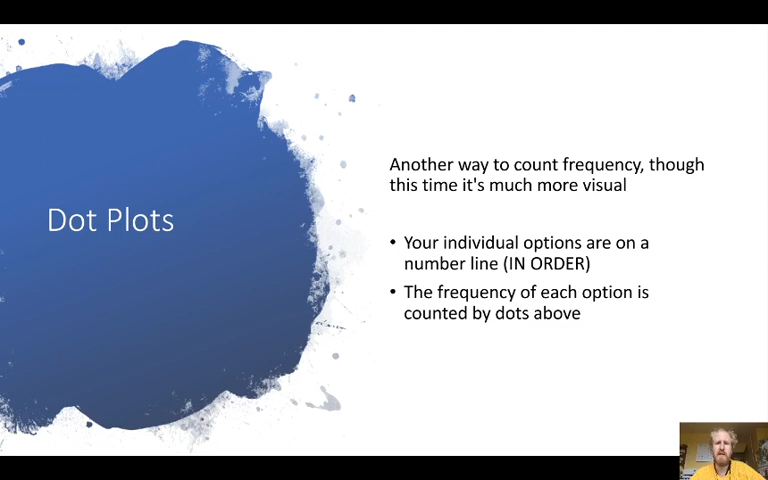 Dot Plots
Another way to count frequency, though
this time it's much more visual
• Your individual options are on a
number line (IN ORDER)
• The frequency of each option is
counted by dots above